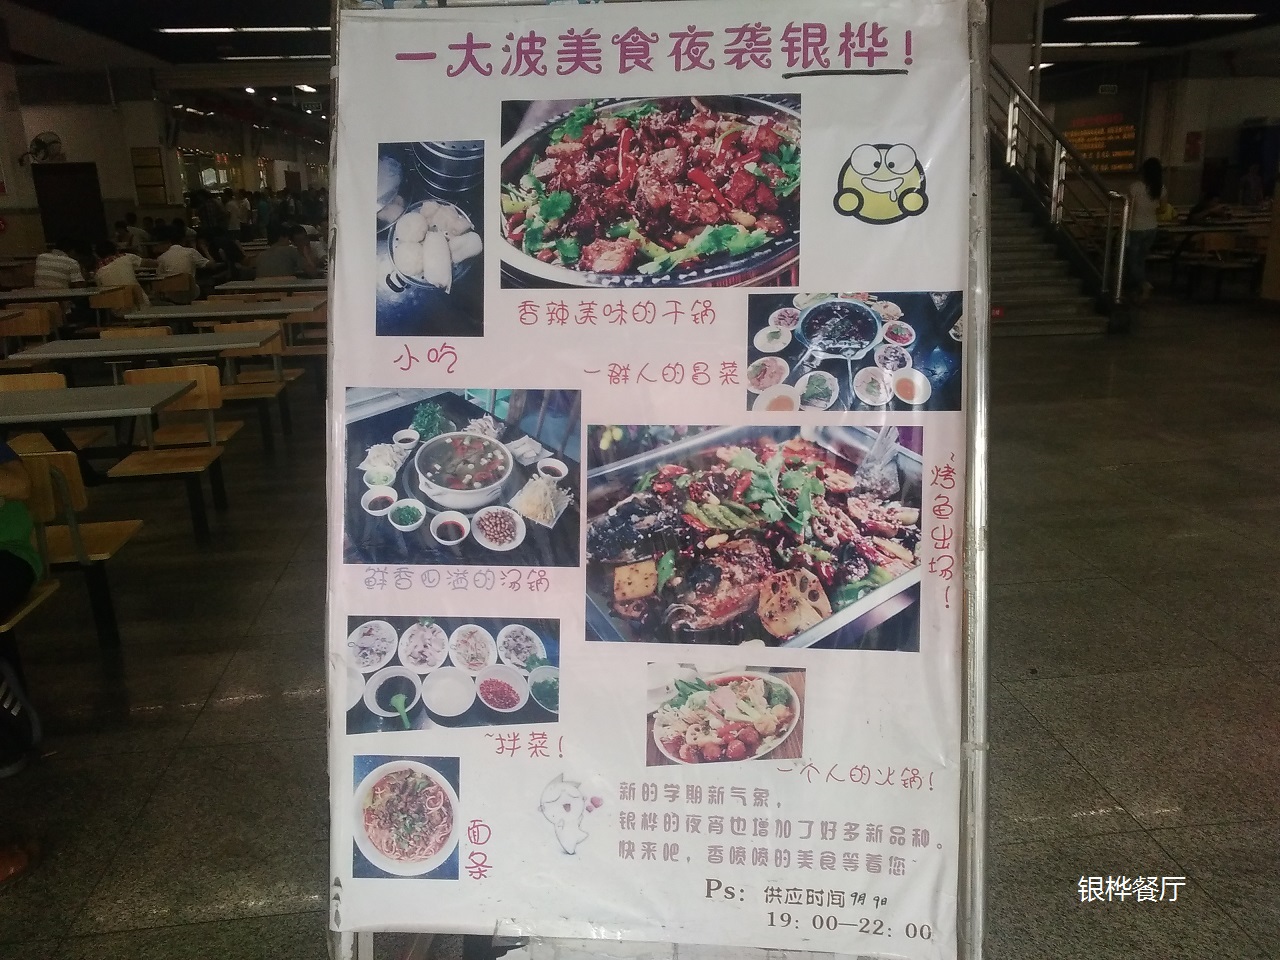 一大波美食夜袭银桦!
香辣美味的干锅
小吃
一群人的冒菜
~烤鱼出场!
鲜香四溢的汤锅
~拌菜!
一个人的火锅!
面条
新的学期新气象,
银桦的夜宵也增加了好多新品种。
快来吧,香喷喷的美食等着您~
Ps: 供应时间9月9日
19:00—22:00
银桦餐厅